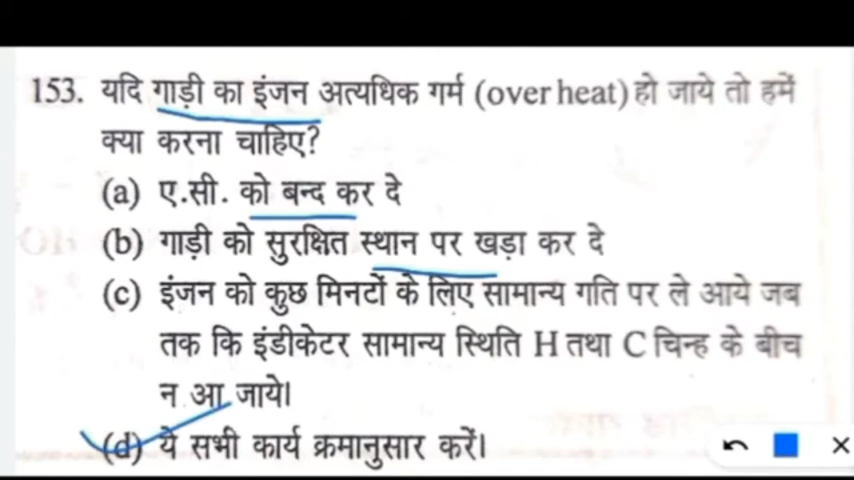 153. यदि गाड़ी का इंजन अत्यधिक गर्म (over heat) हो जाये तो हमें
क्या करना चाहिए?
(a) ए.सी. को बन्द कर दे
(b) गाड़ी को सुरक्षित स्थान पर खड़ा कर दे
(c) इंजन को कुछ मिनटों के लिए सामान्य गति पर ले आये जब
तक कि इंडीकेटर सामान्य स्थिति H तथा C चिन्ह के बीच
न आ जाये।
(d) ये सभी कार्य क्रमानुसार करें।